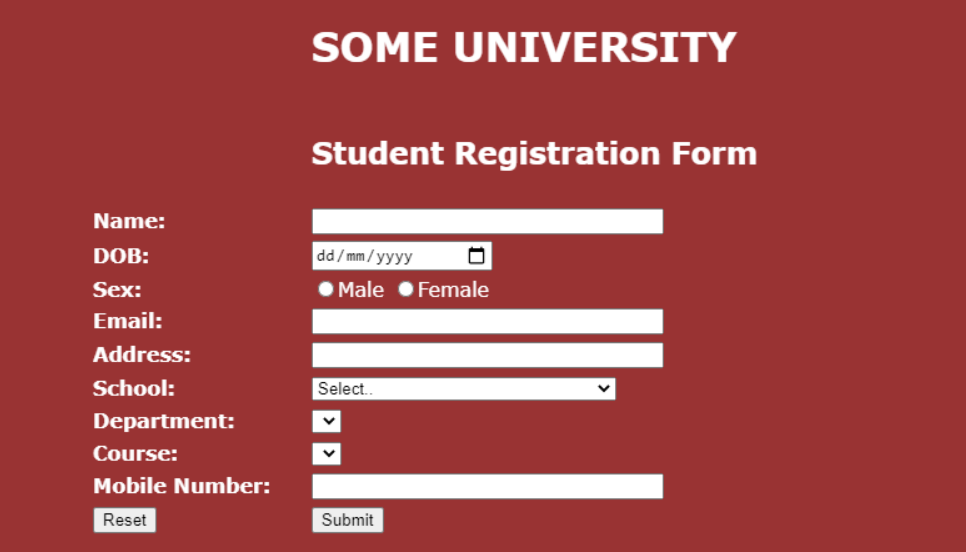 SOME UNIVERSITY
Student Registration Form
Name:
DOB: dd/mm/yyyy
Sex: Male Female
Email:
Address:
School: Select..
Department:
Course:
Mobile Number:
Reset Submit